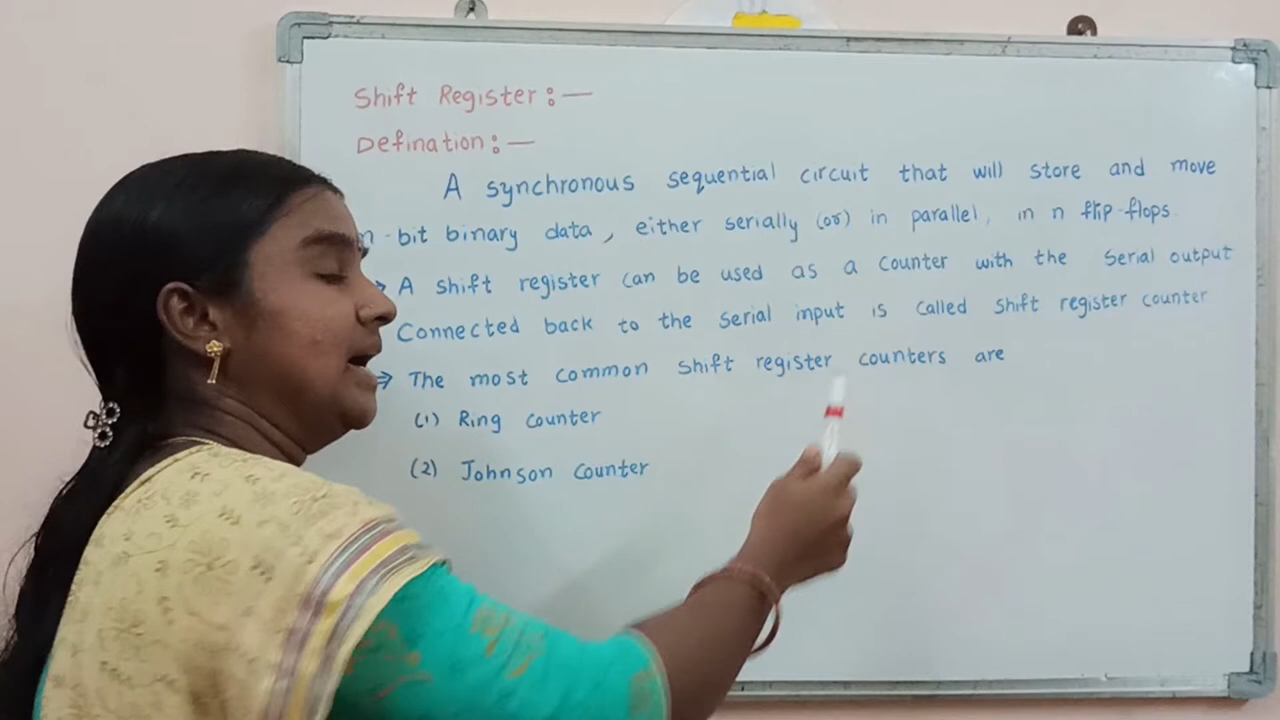 Shift Register :—
Defination :—
A synchronous sequential circuit that will store and move
n-bit binary data, either serially (or) in parallel, in n flip-flops.
→ A shift register can be used as a counter with the serial output
Connected back to the serial input is called shift register counter
⇒ The most common shift register counters are
(1) Ring counter
(2) Johnson counter